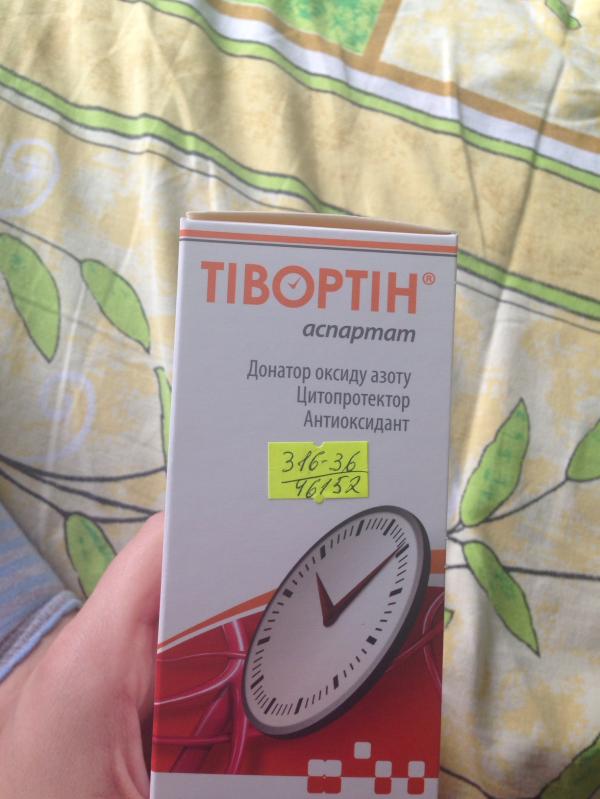 ТІВОРТІН®
аспартат
Донатор оксиду азоту
Цитопротектор
Антиоксидант
316-36
46152